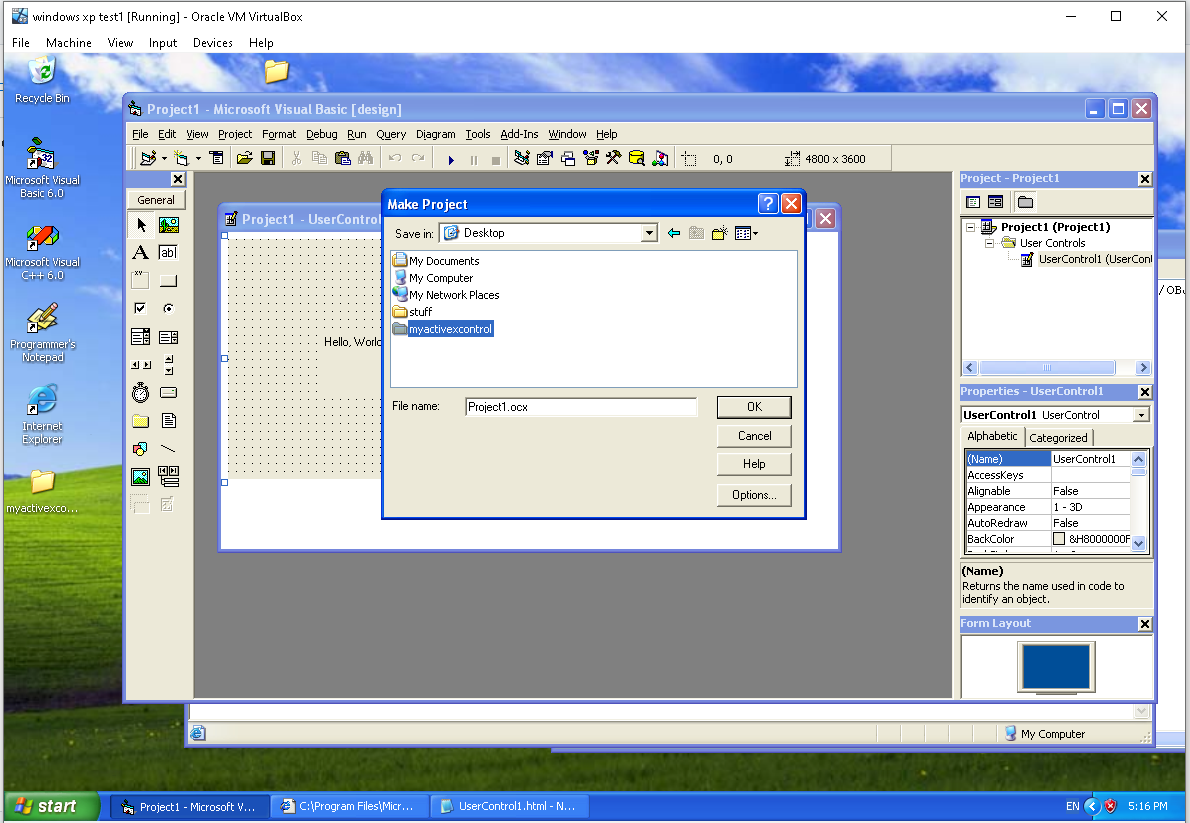 windows xp test1 [Running] - Oracle VM VirtualBox
File Machine View Input Devices Help
Recycle Bin
Microsoft Visual Basic 6.0
Microsoft Visual C++ 6.0
Programmer's Notepad
Internet Explorer
myactivexco...
Project1 - Microsoft Visual Basic [design]
File Edit View Project Format Debug Run Query Diagram Tools Add-Ins Window Help
0, 0
4800 x 3600
General
A
ab|
xy
Project1 - UserControl
Hello, World
Make Project
Save in: Desktop
My Documents
My Computer
My Network Places
stuff
myactivexcontrol
File name: Project1.ocx
OK
Cancel
Help
Options...
Project - Project1
Project1 (Project1)
User Controls
UserControl1 (UserCont
/OB
Properties - UserControl1
UserControl1 UserControl
Alphabetic Categorized
(Name) UserControl1
AccessKeys
Alignable False
Appearance 1 - 3D
AutoRedraw False
BackColor &H8000000F
(Name)
Returns the name used in code to
identify an object.
Form Layout
My Computer
start
Project1 - Microsoft V...
C:\Program Files\Micr...
UserControl1.html - N...
EN
5:16 PM